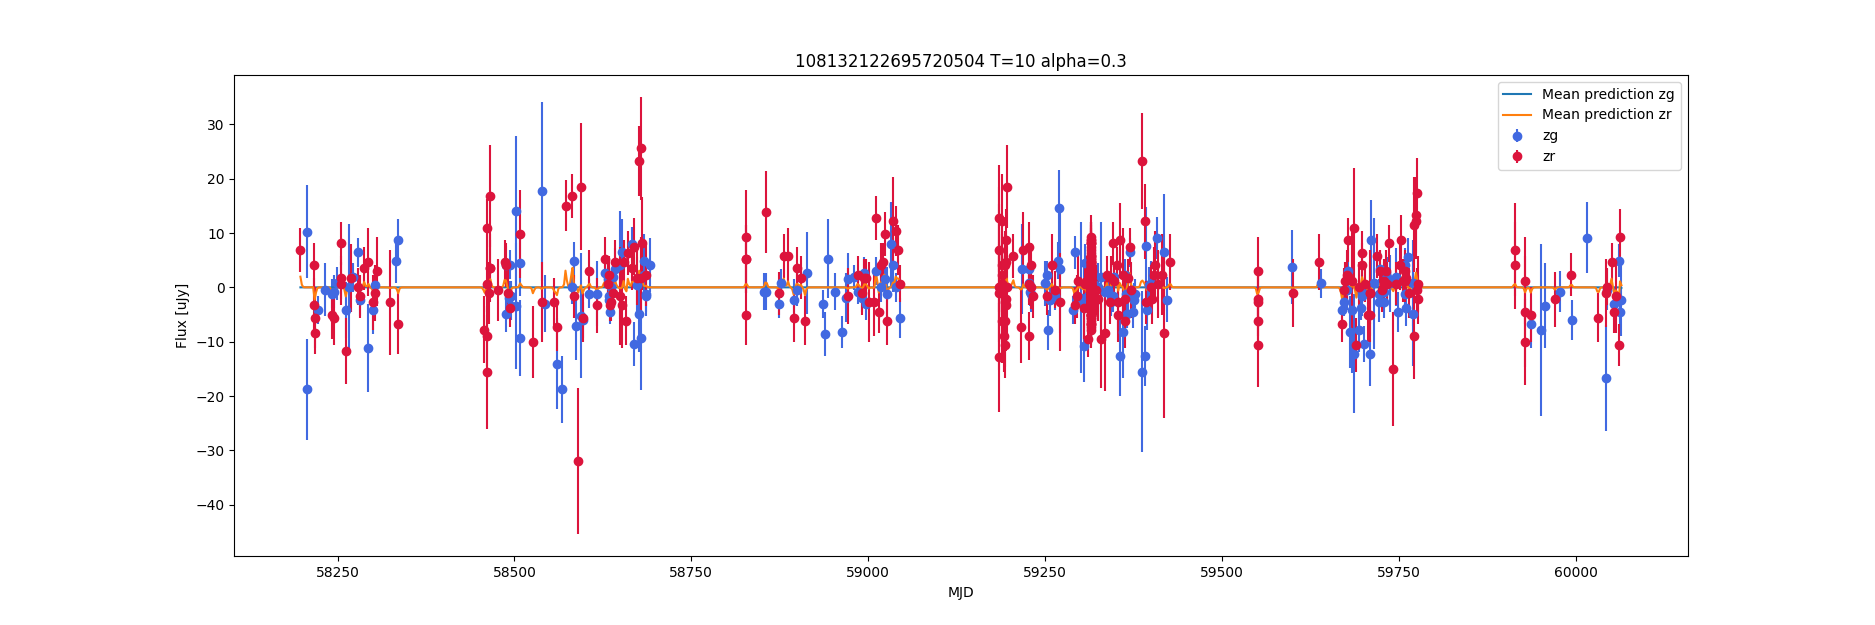 108132122695720504 T=10 alpha=0.3
Mean prediction zg
Mean prediction zr
zg
zr
30
20
10
0
−10
−20
−30
−40
Flux [uJy]
58250 58500 58750 59000 59250 59500 59750 60000
MJD